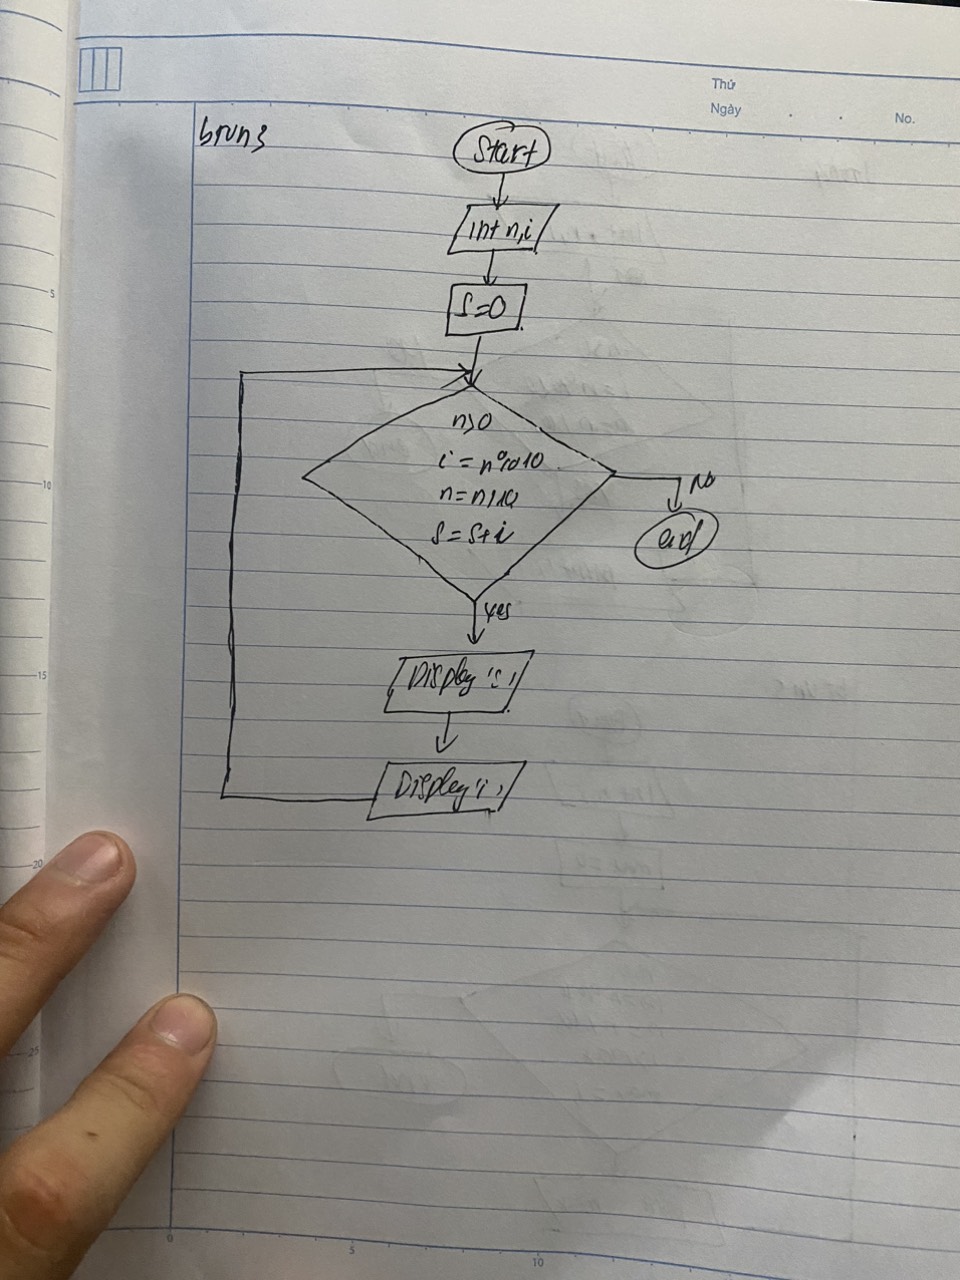 Thứ
Ngày . . No.
brun3
Start
int n,i
S=0
n>0
i = n%10
n=n/10
S=S+i
No
end
yes
Display 's'
Display 'i'
5
10
15
20
25
0 5 10